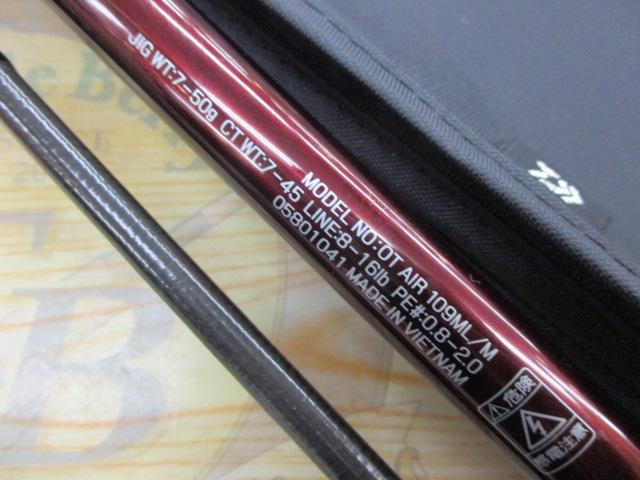 JIG WT:7-50g CT WT:7-45 LINE:8-16lb PE#:0.8-2.0
MODEL NO:OT AIR 109ML/M
05801041 MADE IN VIETNAM
危険
感電注意